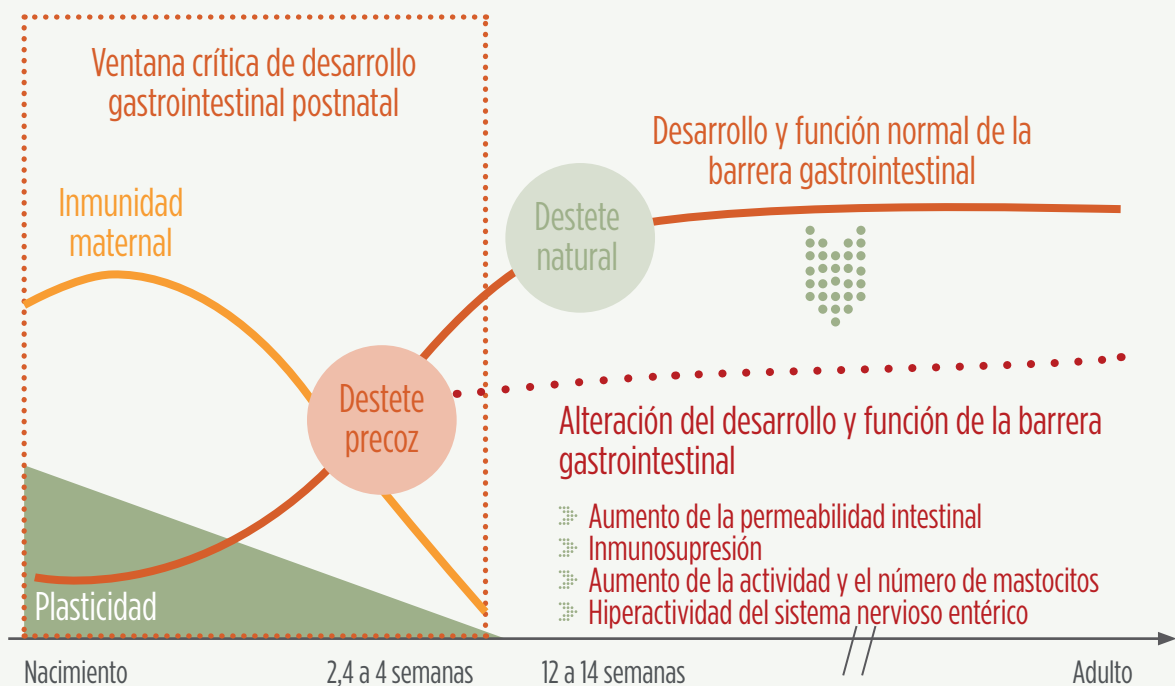 Ventana crítica de desarrollo
gastrointestinal postnatal
Inmunidad
maternal
Destete
precoz
Plasticidad
Destete
natural
Desarrollo y función normal de la
barrera gastrointestinal
Alteración del desarrollo y función de la barrera
gastrointestinal
Aumento de la permeabilidad intestinal
Inmunosupresión
Aumento de la actividad y el número de mastocitos
Hiperactividad del sistema nervioso entérico
Nacimiento
2,4 a 4 semanas
12 a 14 semanas
Adulto